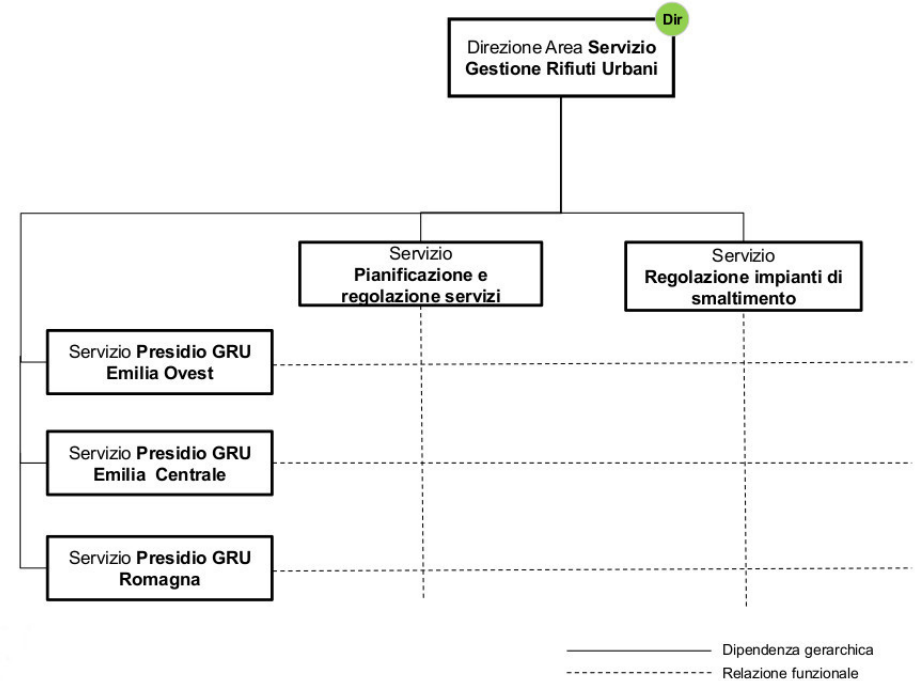 Dir
Direzione Area Servizio
Gestione Rifiuti Urbani
Servizio
Pianificazione e
regolazione servizi
Servizio
Regolazione impianti di
smaltimento
Servizio Presidio GRU
Emilia Ovest
Servizio Presidio GRU
Emilia Centrale
Servizio Presidio GRU
Romagna
Dipendenza gerarchica
Relazione funzionale